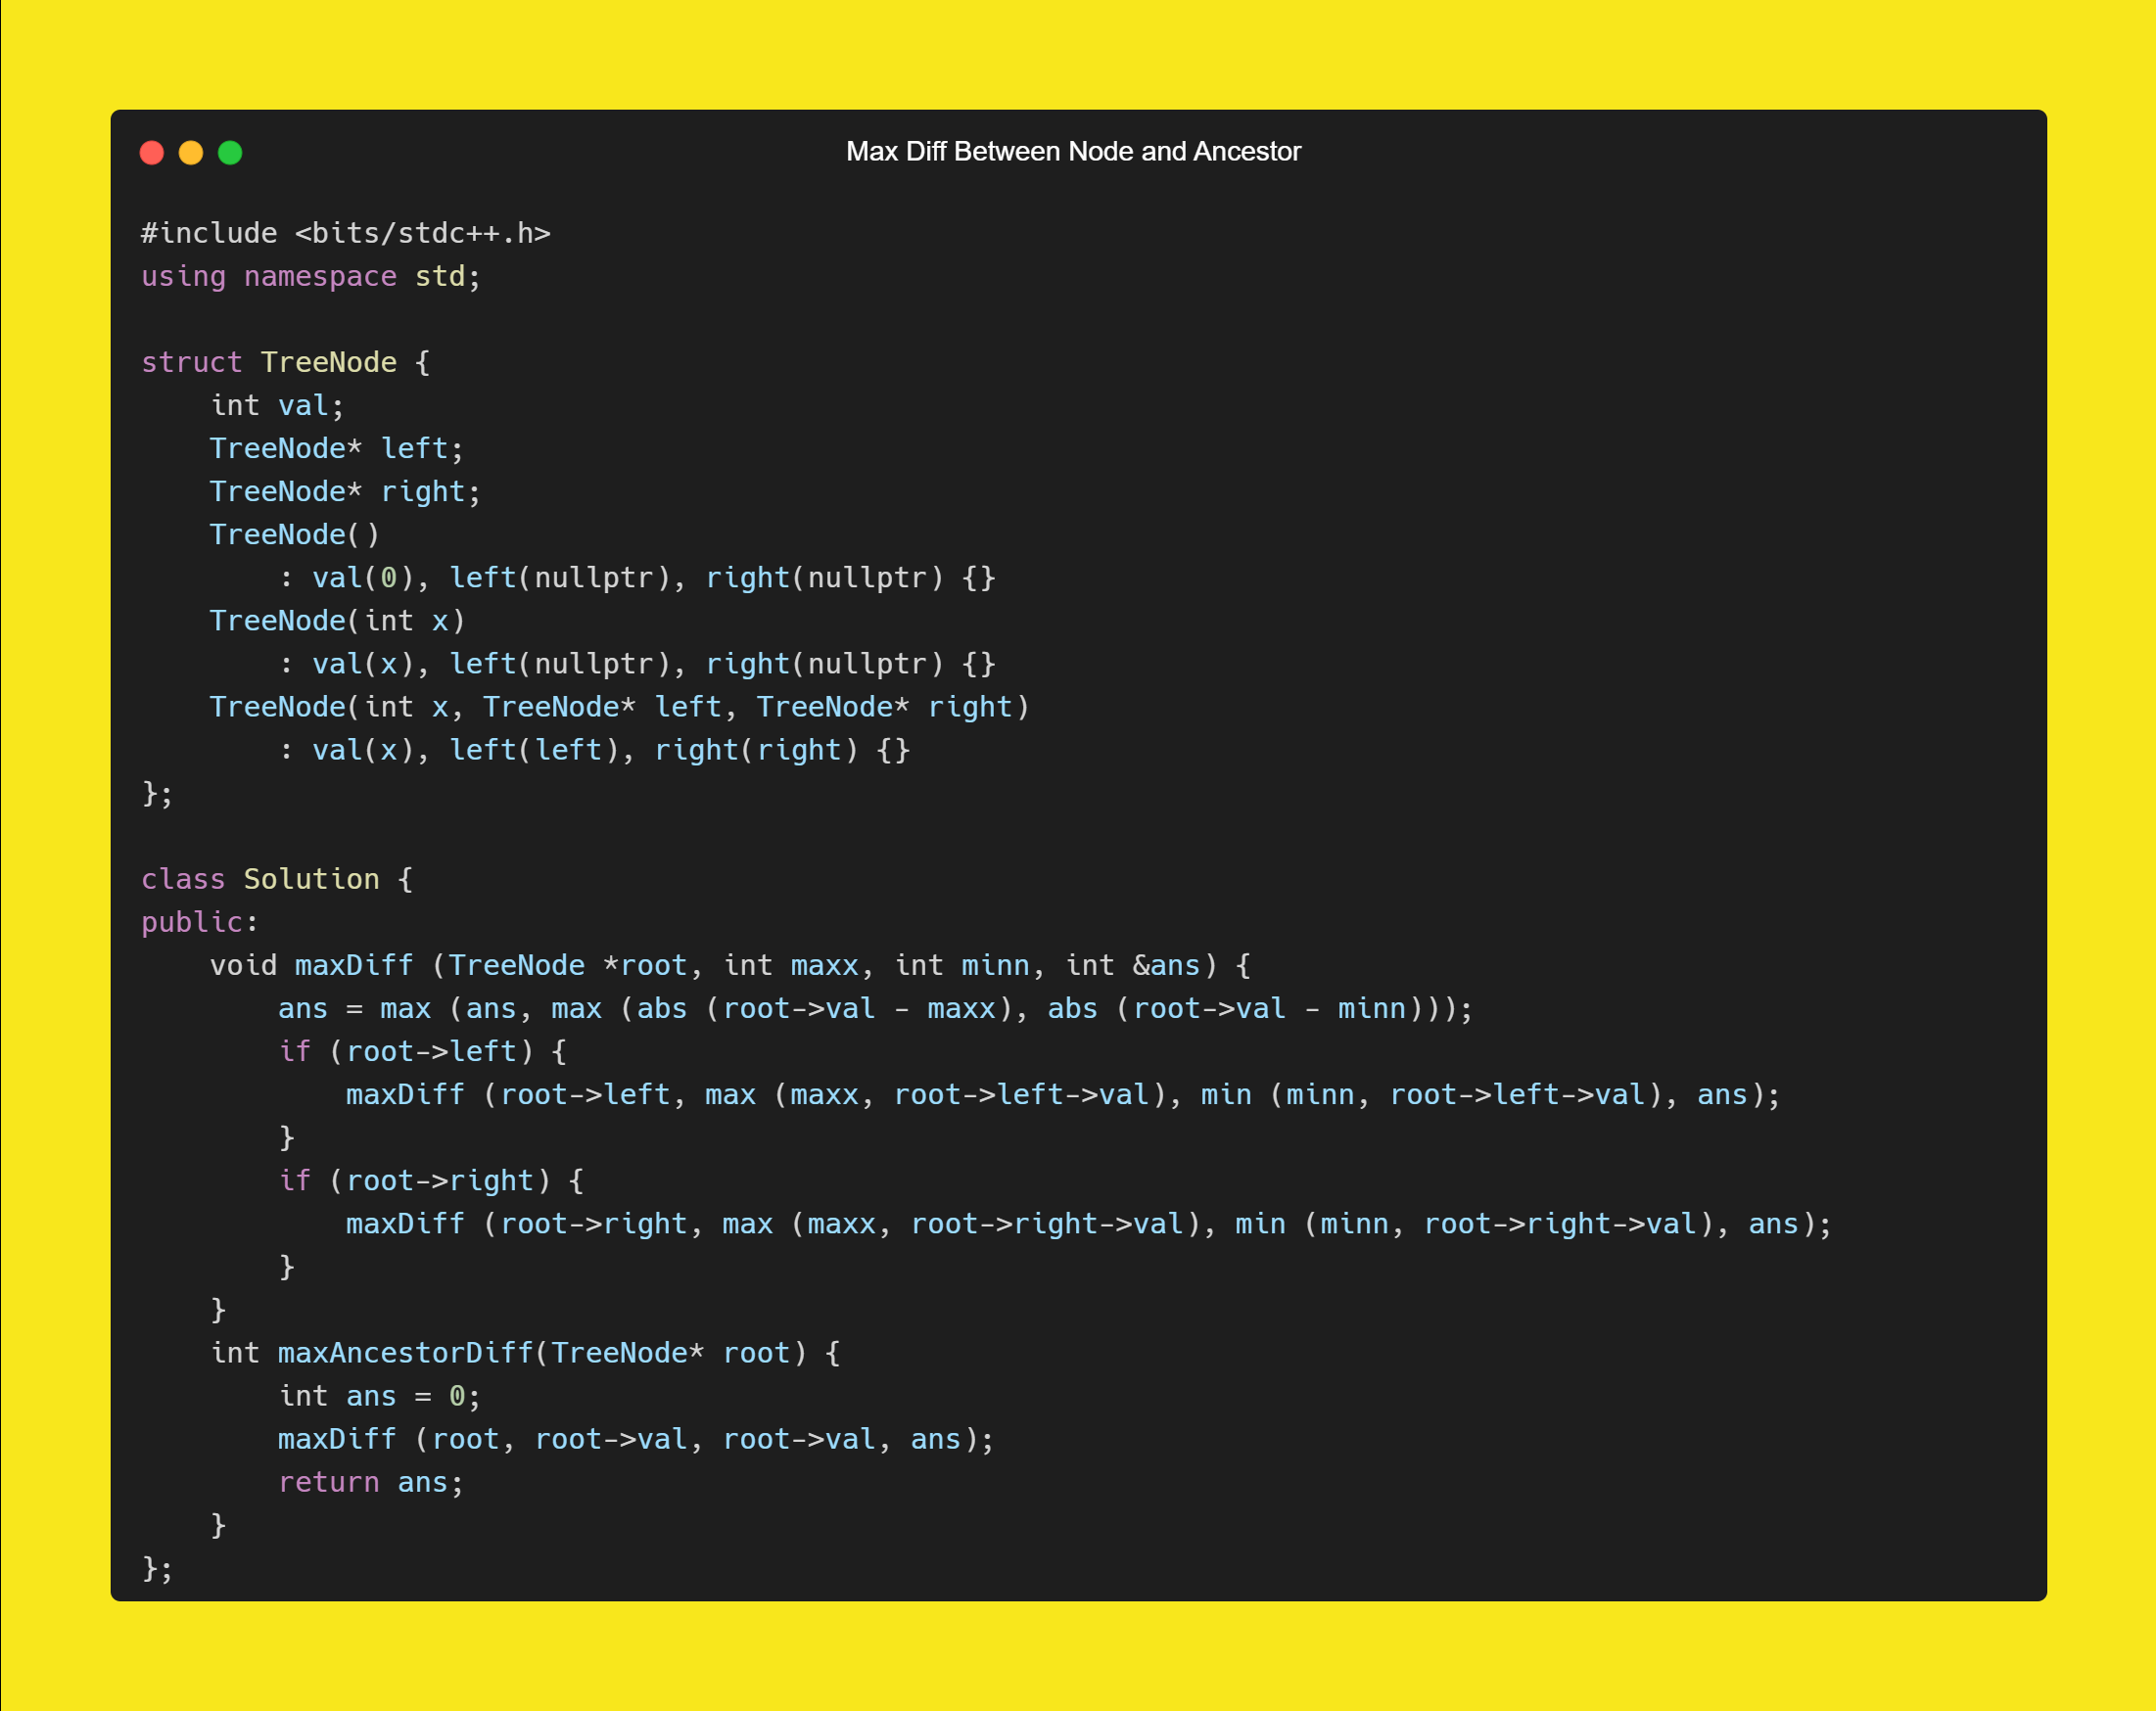 Max Diff Between Node and Ancestor
#include <bits/stdc++.h>
using namespace std;

struct TreeNode {
    int val;
    TreeNode* left;
    TreeNode* right;
    TreeNode()
        : val(0), left(nullptr), right(nullptr) {}
    TreeNode(int x)
        : val(x), left(nullptr), right(nullptr) {}
    TreeNode(int x, TreeNode* left, TreeNode* right)
        : val(x), left(left), right(right) {}
};

class Solution {
public:
    void maxDiff (TreeNode *root, int maxx, int minn, int &ans) {
        ans = max (ans, max (abs (root->val - maxx), abs (root->val - minn)));
        if (root->left) {
            maxDiff (root->left, max (maxx, root->left->val), min (minn, root->left->val), ans);
        }
        if (root->right) {
            maxDiff (root->right, max (maxx, root->right->val), min (minn, root->right->val), ans);
        }
    }
    int maxAncestorDiff(TreeNode* root) {
        int ans = 0;
        maxDiff (root, root->val, root->val, ans);
        return ans;
    }
};